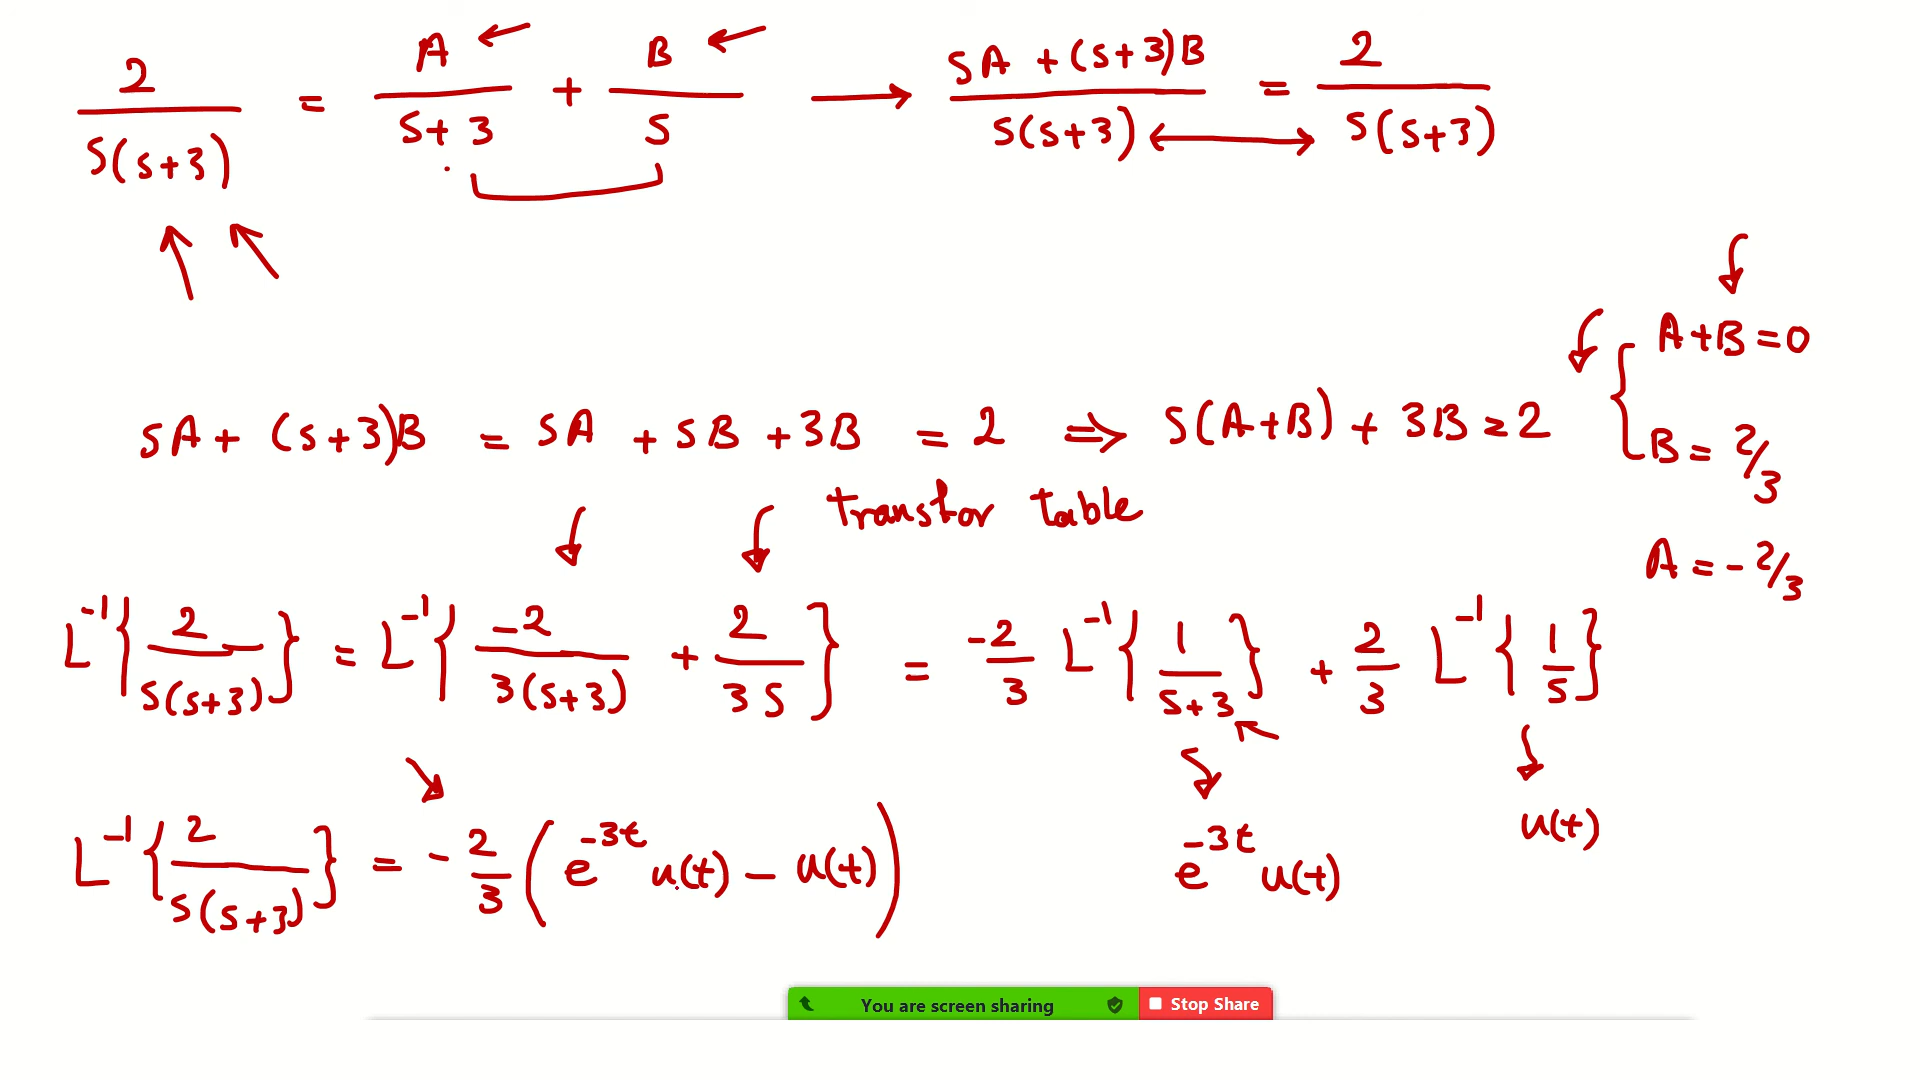 2/(s(s+3)) = A/(s+3) + B/s → (sA + (s+3)B)/(s(s+3)) = 2/(s(s+3))
A+B=0
sA + (s+3)B = sA + sB + 3B = 2 ⇒ s(A+B) + 3B = 2
B = 2/3
transfor table
A = -2/3
L^-1{2/(s(s+3))} = L^-1{-2/(3(s+3)) + 2/(3s)} = -2/3 L^-1{1/(s+3)} + 2/3 L^-1{1/s}
u(t)
L^-1{2/(s(s+3))} = -2/3 (e^-3t u(t) - u(t))
e^-3t u(t)
You are screen sharing
Stop Share